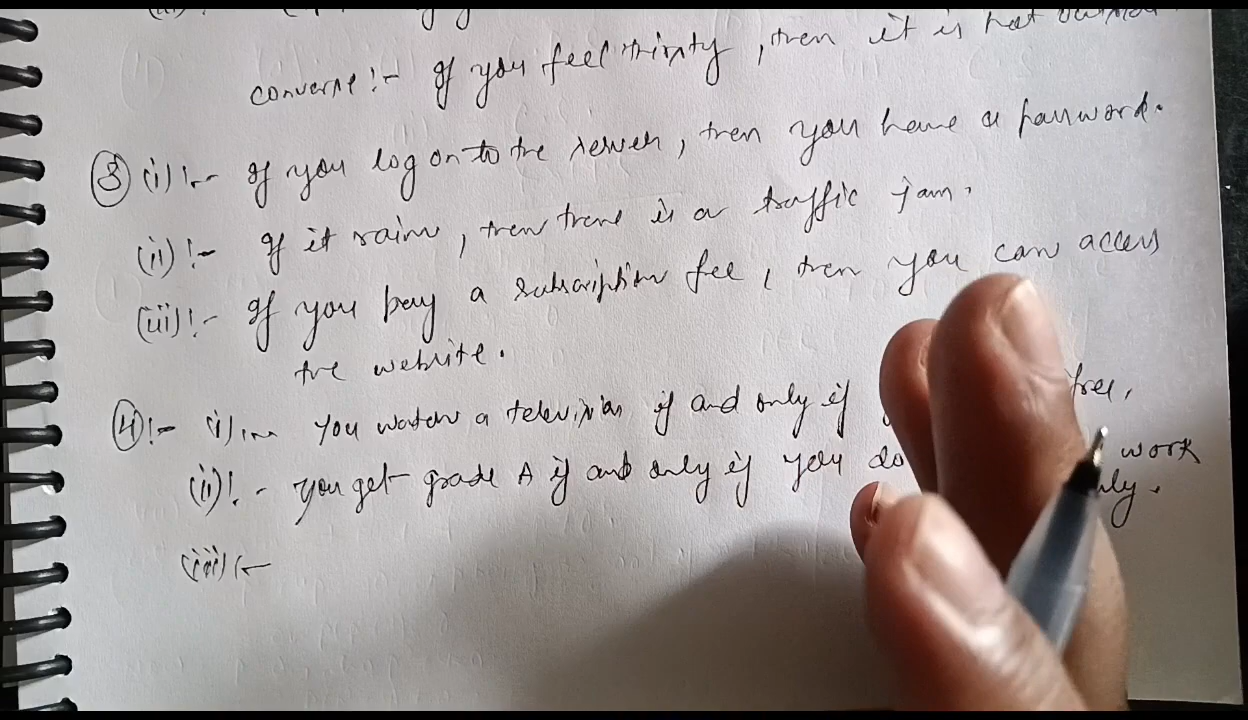 converse :- If you feel thirsty, then it is hot outside.
③ (i) :- If you log on to the server, then you have a password.
(ii) :- If it rains, then there is a traffic jam.
(iii) :- If you pay a subscription fee, then you can access
the website.
④ :- (i) :- You watch a television if and only if free,
(ii) :- you get grade A if and only if you do work
(iii) :-